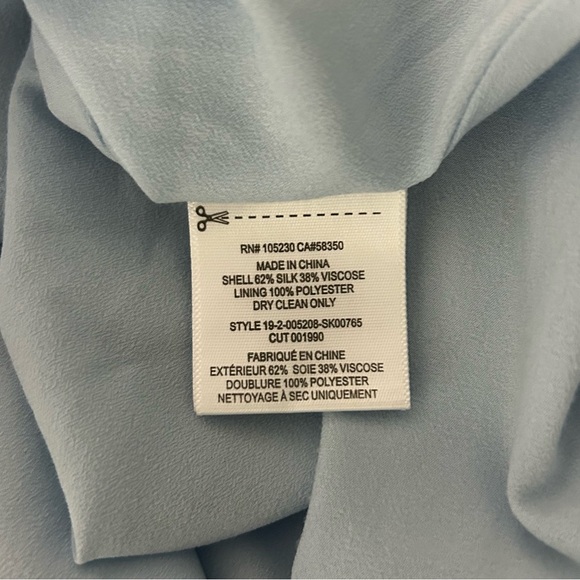 RN# 105230 CA#58350
MADE IN CHINA
SHELL 62% SILK 38% VISCOSE
LINING 100% POLYESTER
DRY CLEAN ONLY
STYLE 19-2-005208-SK00765
CUT 001990
FABRIQUÉ EN CHINE
EXTÉRIEUR 62% SOIE 38% VISCOSE
DOUBLURE 100% POLYESTER
NETTOYAGE À SEC UNIQUEMENT